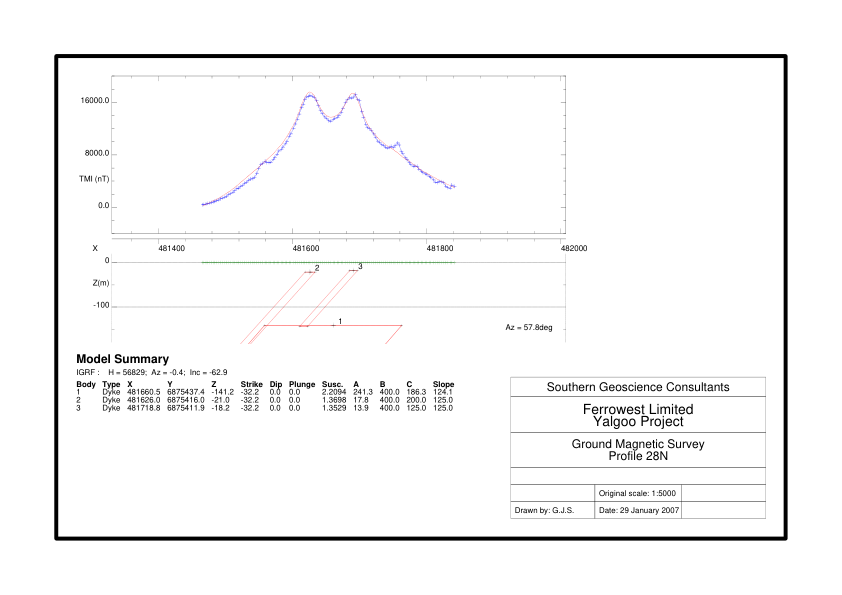 16000.0
8000.0
TMI (nT)
0.0
X 481400 481600 481800 482000
0
2 3
Z(m)
-100
1
Az = 57.8deg
Model Summary
IGRF : H = 56829; Az = -0.4; Inc = -62.9
Body Type X Y Z Strike Dip Plunge Susc. A B C Slope
1 Dyke 481660.5 6875437.4 -141.2 -32.2 0.0 0.0 2.2094 241.3 400.0 186.3 124.1
2 Dyke 481626.0 6875416.0 -21.0 -32.2 0.0 0.0 1.3698 17.8 400.0 200.0 125.0
3 Dyke 481718.8 6875411.9 -18.2 -32.2 0.0 0.0 1.3529 13.9 400.0 125.0 125.0
Southern Geoscience Consultants
Ferrowest Limited
Yalgoo Project
Ground Magnetic Survey
Profile 28N
Original scale: 1:5000
Drawn by: G.J.S. Date: 29 January 2007